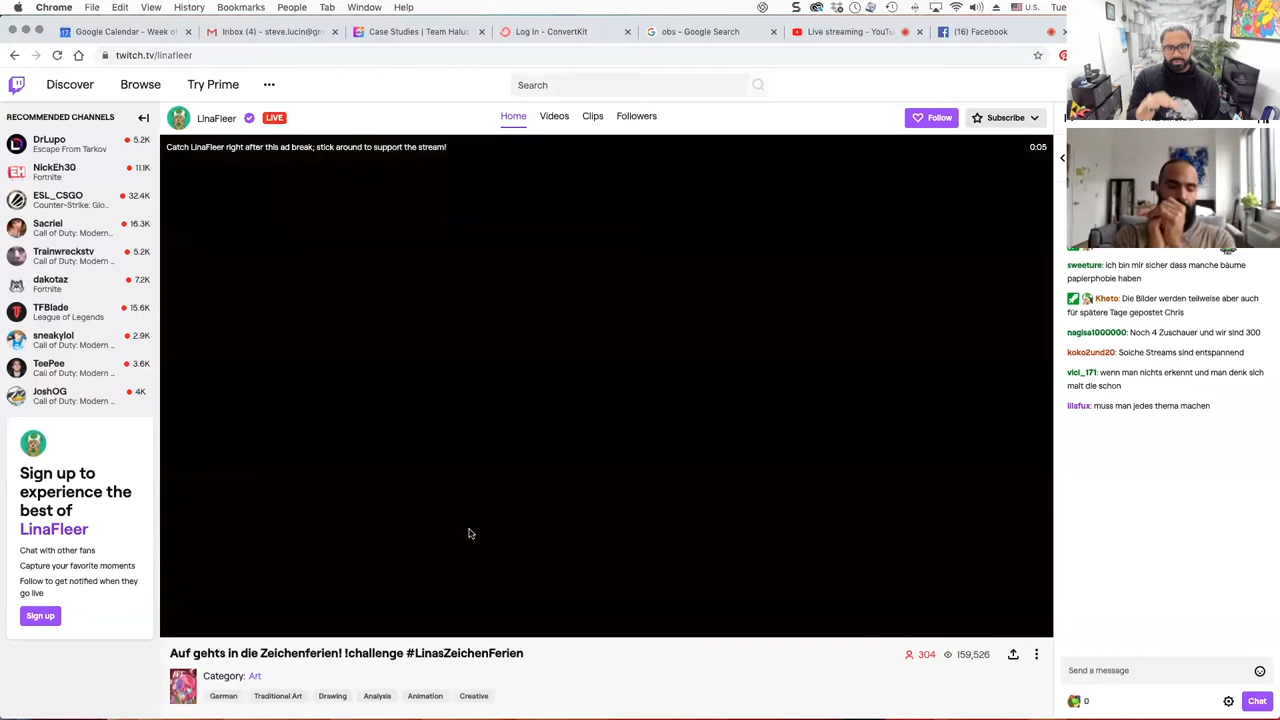 Chrome File Edit View History Bookmarks People Tab Window Help
U.S. Tue
Google Calendar - Week of
Inbox (4) - steve.lucin@gm
Case Studies | Team Haluc
Log In - ConvertKit
obs - Google Search
Live streaming - YouTu
(16) Facebook
twitch.tv/linafleer
Discover Browse Try Prime
Search
RECOMMENDED CHANNELS
DrLupo 5.2K
Escape From Tarkov
NickEh30 11.1K
Fortnite
ESL_CSGO 32.4K
Counter-Strike: Glo...
Sacriel 16.3K
Call of Duty: Modern...
Trainwreckstv 5.2K
Call of Duty: Modern ...
dakotaz 7.2K
Fortnite
TFBlade 15.6K
League of Legends
sneakylol 2.9K
Call of Duty: Modern ...
TeePee 3.6K
Call of Duty: Modern ...
JoshOG 4K
Call of Duty: Modern ...
Sign up to
experience the
best of
LinaFleer
Chat with other fans
Capture your favorite moments
Follow to get notified when they
go live
Sign up
LinaFleer LIVE
Home Videos Clips Followers
Follow Subscribe
Catch LinaFleer right after this ad break; stick around to support the stream! 0:05
Auf gehts in die Zeichenferien! !challenge #LinasZeichenFerien
304 159,526
Category: Art
German Traditional Art Drawing Analysis Animation Creative
sweeture: Ich bin mir sicher dass manche bäume
papierphobie haben
Kheto: Die Bilder werden teilweise aber auch
für spätere Tage gepostet Chris
nagisa1000000: Noch 4 Zuschauer und wir sind 300
koko2und20: Solche Streams sind entspannend
vici_171: wenn man nichts erkennt und man denk sich
malt die schon
lilafux: muss man jedes thema machen
Send a message
0
Chat